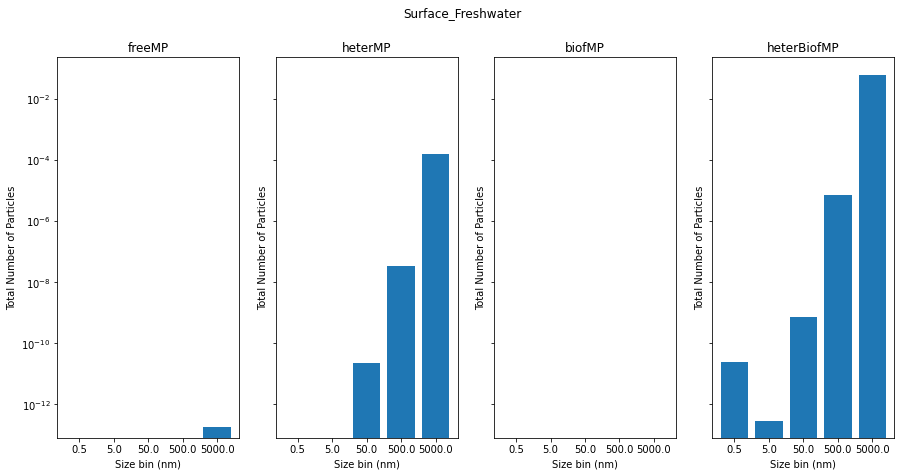 Surface_Freshwater
freeMP
heterMP
biofMP
heterBiofMP
Total Number of Particles
10⁻²
10⁻⁴
10⁻⁶
10⁻⁸
10⁻¹⁰
10⁻¹²
0.5 5.0 50.0 500.0 5000.0
Size bin (nm)
Total Number of Particles
0.5 5.0 50.0 500.0 5000.0
Size bin (nm)
Total Number of Particles
0.5 5.0 50.0 500.0 5000.0
Size bin (nm)
Total Number of Particles
0.5 5.0 50.0 500.0 5000.0
Size bin (nm)